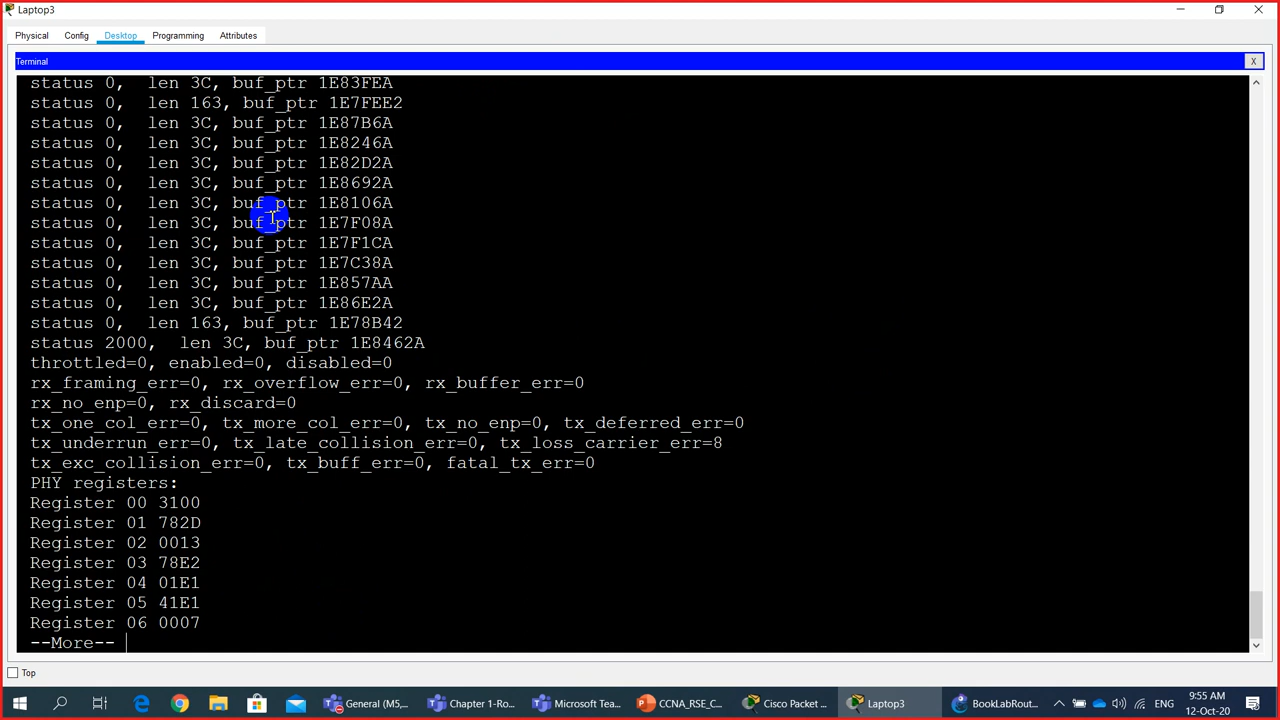 Laptop3
Physical Config Desktop Programming Attributes
Terminal X
status 0, len 3C, buf_ptr 1E83FEA
status 0, len 163, buf_ptr 1E7FEE2
status 0, len 3C, buf_ptr 1E87B6A
status 0, len 3C, buf_ptr 1E8246A
status 0, len 3C, buf_ptr 1E82D2A
status 0, len 3C, buf_ptr 1E8692A
status 0, len 3C, buf_ptr 1E8106A
status 0, len 3C, buf_ptr 1E7F08A
status 0, len 3C, buf_ptr 1E7F1CA
status 0, len 3C, buf_ptr 1E7C38A
status 0, len 3C, buf_ptr 1E857AA
status 0, len 3C, buf_ptr 1E86E2A
status 0, len 163, buf_ptr 1E78B42
status 2000, len 3C, buf_ptr 1E8462A
throttled=0, enabled=0, disabled=0
rx_framing_err=0, rx_overflow_err=0, rx_buffer_err=0
rx_no_enp=0, rx_discard=0
tx_one_col_err=0, tx_more_col_err=0, tx_no_enp=0, tx_deferred_err=0
tx_underrun_err=0, tx_late_collision_err=0, tx_loss_carrier_err=8
tx_exc_collision_err=0, tx_buff_err=0, fatal_tx_err=0
PHY registers:
Register 00 3100
Register 01 782D
Register 02 0013
Register 03 78E2
Register 04 01E1
Register 05 41E1
Register 06 0007
--More--
Top
General (M5,... Chapter 1-Ro... Microsoft Tea... CCNA_RSE_C... Cisco Packet ... Laptop3 BookLabRout... ENG 9:55 AM
12-Oct-20